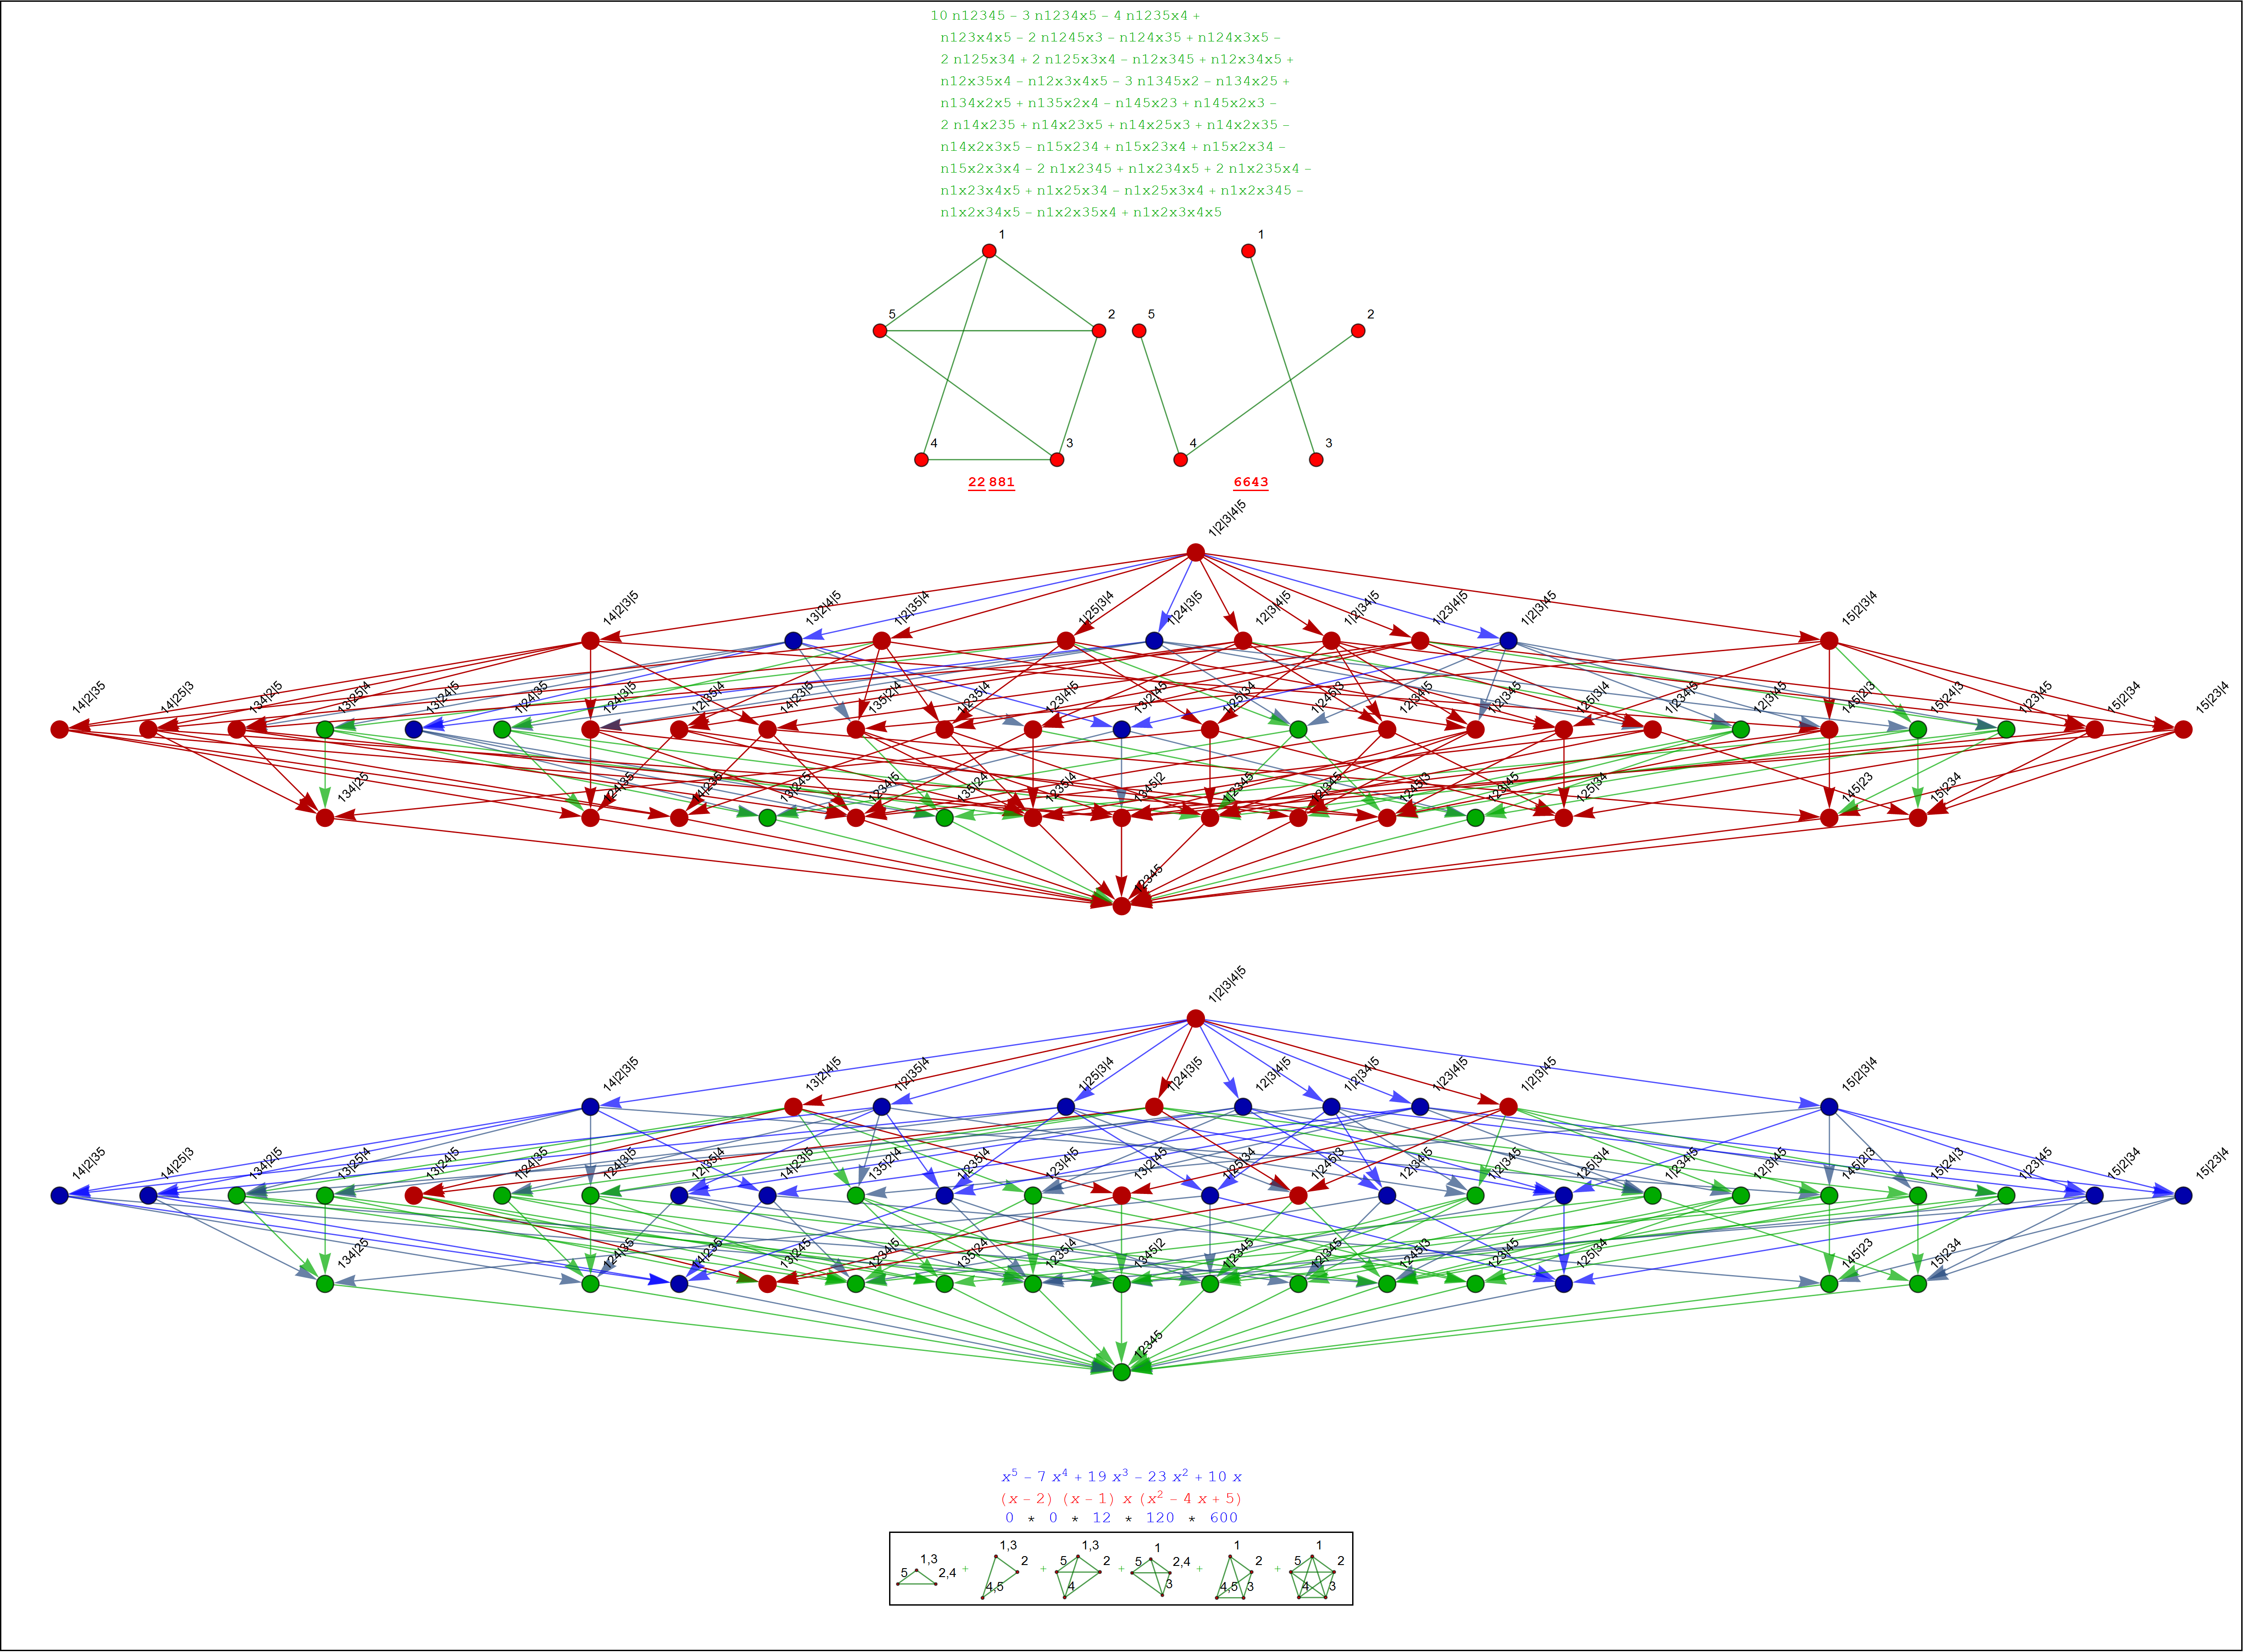 10 n12345 – 3 n1234x5 – 4 n1235x4 +
n123x4x5 – 2 n1245x3 – n124x35 + n124x3x5 –
2 n125x34 + 2 n125x3x4 – n12x345 + n12x34x5 +
n12x35x4 – n12x3x4x5 – 3 n1345x2 – n134x25 +
n134x2x5 + n135x2x4 – n145x23 + n145x2x3 –
2 n14x235 + n14x23x5 + n14x25x3 + n14x2x35 –
n14x2x3x5 – n15x234 + n15x23x4 + n15x2x34 –
n15x2x3x4 – 2 n1x2345 + n1x234x5 + 2 n1x235x4 –
n1x23x4x5 + n1x25x34 – n1x25x3x4 + n1x2x345 –
n1x2x34x5 – n1x2x35x4 + n1x2x3x4x5
1 1
5 2 5 2
4 3 4 3
22 881 6643
1|2|3|4|5
14|2|3|5 13|2|4|5 1|2|35|4 1|25|3|4 1|24|3|5 12|3|4|5 1|2|34|5 1|23|4|5 1|2|3|45 15|2|3|4
14|2|35 14|25|3 134|2|5 13|25|4 13|24|5 1|24|35 124|3|5 12|35|4 14|23|5 135|2|4 1|235|4 123|4|5 13|2|45 1|25|34 1|245|3 12|34|5 1|2|345 125|3|4 1|234|5 12|3|45 145|2|3 15|24|3 1|23|45 15|2|34 15|23|4
134|25 124|35 14|235 13|245 1234|5 135|24 1235|4 1345|2 1|2345 12|345 1245|3 123|45 125|34 145|23 15|234
12345
1|2|3|4|5
14|2|3|5 13|2|4|5 1|2|35|4 1|25|3|4 1|24|3|5 12|3|4|5 1|2|34|5 1|23|4|5 1|2|3|45 15|2|3|4
14|2|35 14|25|3 134|2|5 13|25|4 13|24|5 1|24|35 124|3|5 12|35|4 14|23|5 135|2|4 1|235|4 123|4|5 13|2|45 1|25|34 1|245|3 12|34|5 1|2|345 125|3|4 1|234|5 12|3|45 145|2|3 15|24|3 1|23|45 15|2|34 15|23|4
134|25 124|35 14|235 13|245 1234|5 135|24 1235|4 1345|2 1|2345 12|345 1245|3 123|45 125|34 145|23 15|234
12345
x⁵ – 7 x⁴ + 19 x³ – 23 x² + 10 x
(x – 2) (x – 1) x (x² – 4 x + 5)
0 * 0 * 12 * 120 * 600
1,3 5 2,4 + 1,3 2 4,5 + 1,3 5 2 4 + 1 5 2,4 3 + 1 2 4,5 3 + 1 5 2 4 3